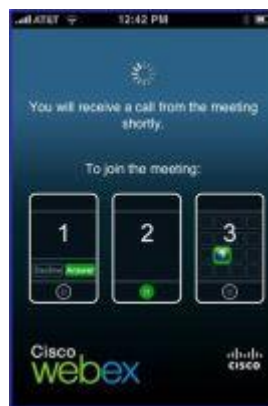 AT&T 12:42 PM
You will receive a call from the meeting
shortly.
To join the meeting:
1 2 3
Decline Answer
Cisco
webex
cisco